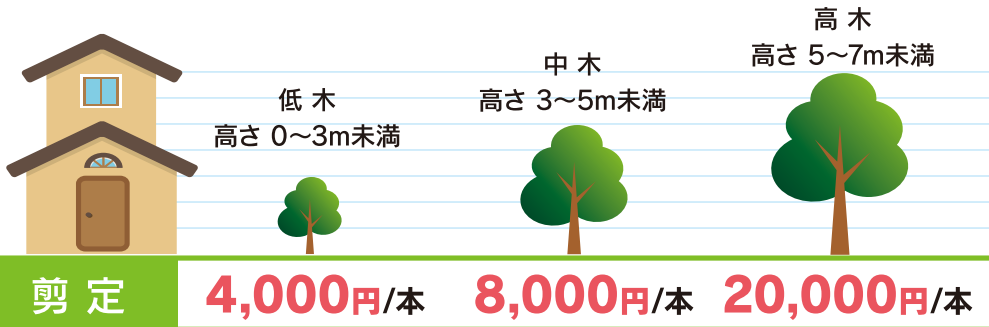 低木
高さ 0〜3m未満
中木
高さ 3〜5m未満
高木
高さ 5〜7m未満
剪定
4,000円/本
8,000円/本
20,000円/本